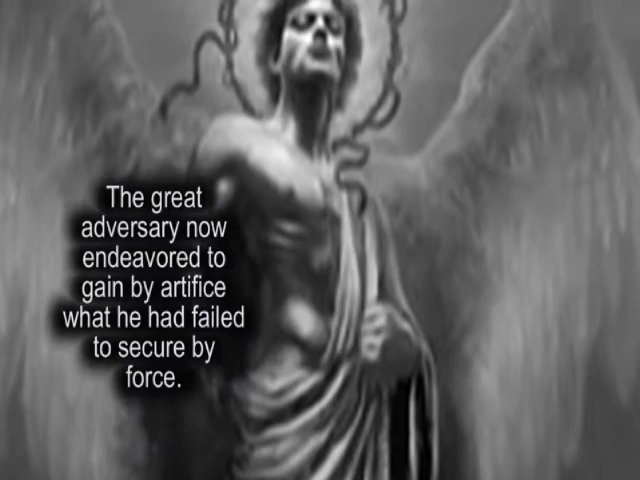 The great
adversary now
endeavored to
gain by artifice
what he had failed
to secure by
force.